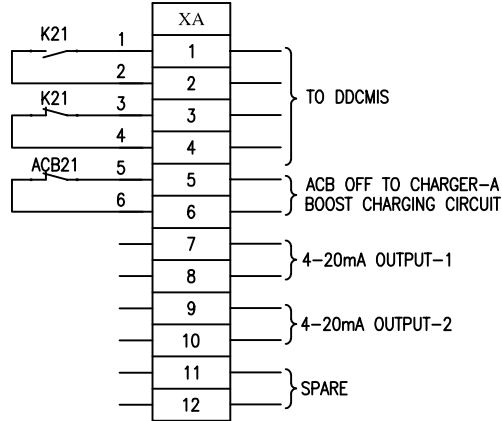 XA
K21 1 1
2 2
TO DDCMIS
K21 3 3
4 4
ACB21 5 5
6 6
ACB OFF TO CHARGER-A
BOOST CHARGING CIRCUIT
7
8
4-20mA OUTPUT-1
9
10
4-20mA OUTPUT-2
11
12
SPARE